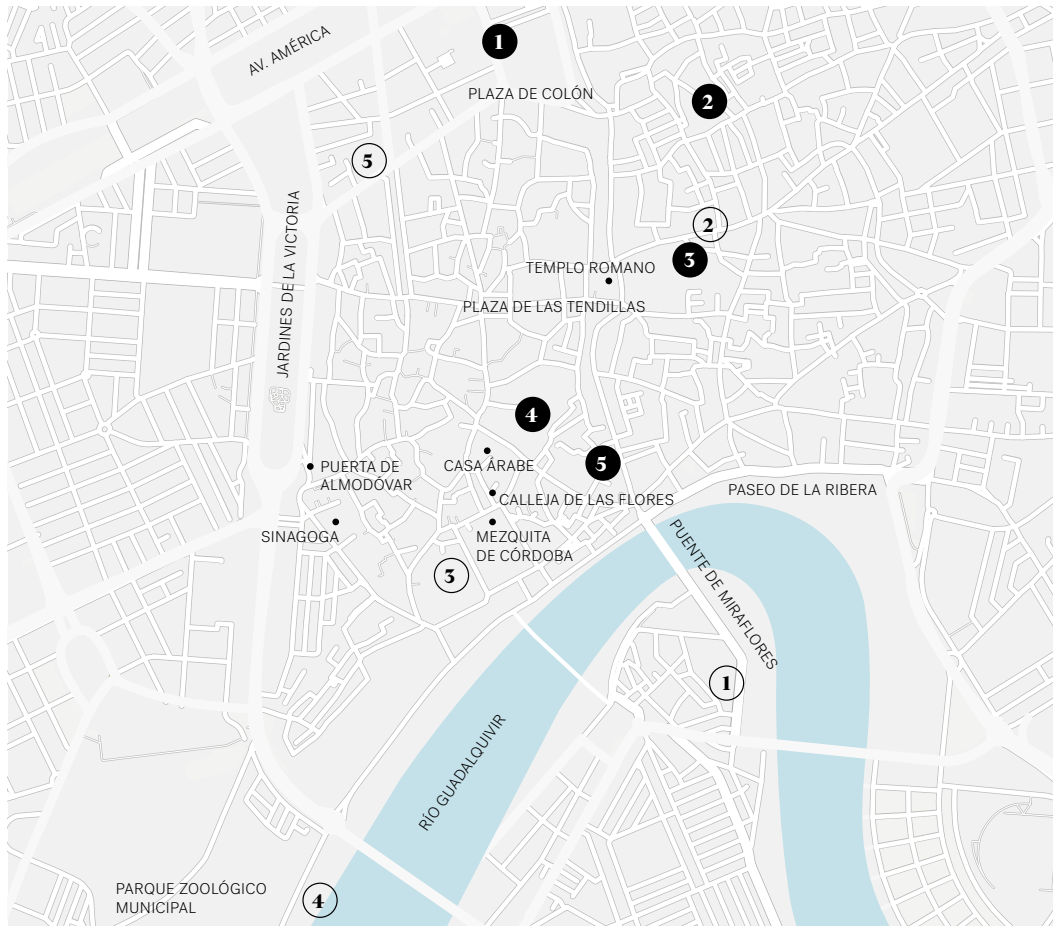 1
AV. AMÉRICA
PLAZA DE COLÓN
2
5
JARDINES DE LA VICTORIA
2
3
TEMPLO ROMANO
PLAZA DE LAS TENDILLAS
4
CASA ÁRABE
5
PUERTA DE
ALMODÓVAR
CALLEJA DE LAS FLORES
PASEO DE LA RIBERA
SINAGOGA
MEZQUITA
DE CÓRDOBA
PUENTE DE MIRAFLORES
3
1
RÍO GUADALQUIVIR
PARQUE ZOOLÓGICO
MUNICIPAL
4